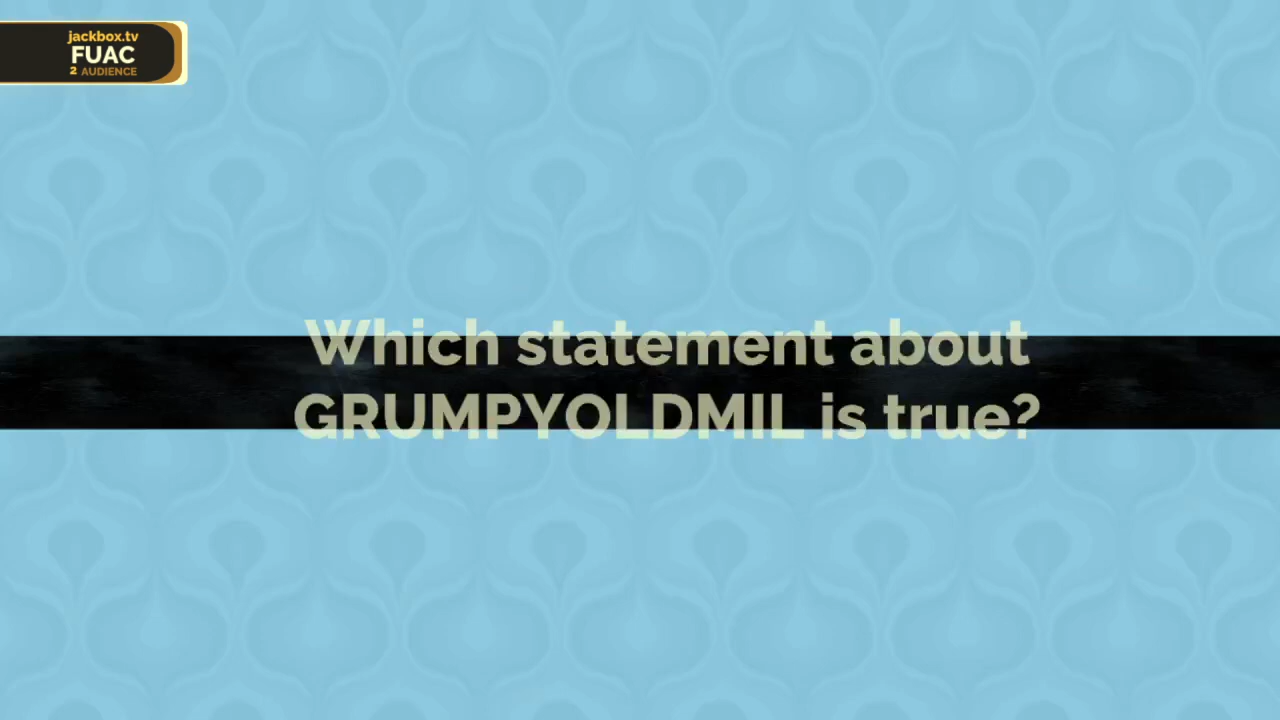 jackbox.tv
FUAC
2 AUDIENCE
Which statement about
GRUMPYOLDMIL is true?